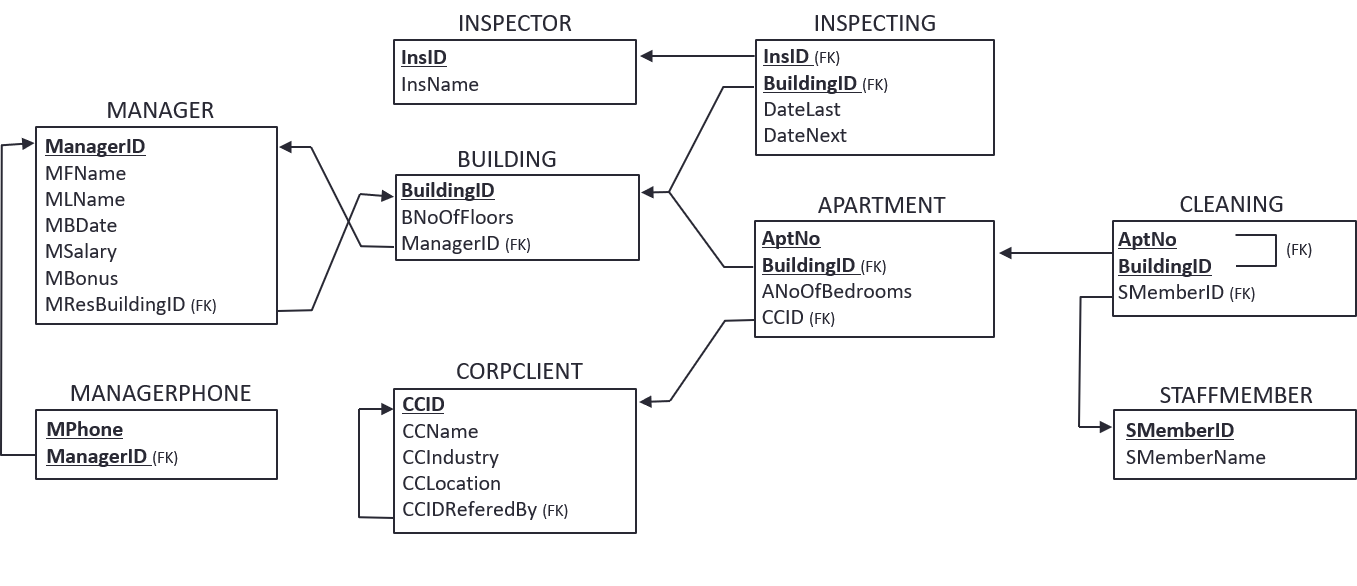 INSPECTOR
InsID
InsName
INSPECTING
InsID (FK)
BuildingID (FK)
DateLast
DateNext
MANAGER
ManagerID
MFName
MLName
MBDate
MSalary
MBonus
MResBuildingID (FK)
BUILDING
BuildingID
BNoOfFloors
ManagerID (FK)
APARTMENT
AptNo
BuildingID (FK)
ANoOfBedrooms
CCID (FK)
CLEANING
AptNo
BuildingID
(FK)
SMemberID (FK)
MANAGERPHONE
MPhone
ManagerID (FK)
CORPCLIENT
CCID
CCName
CCIndustry
CCLocation
CCIDReferedBy (FK)
STAFFMEMBER
SMemberID
SMemberName